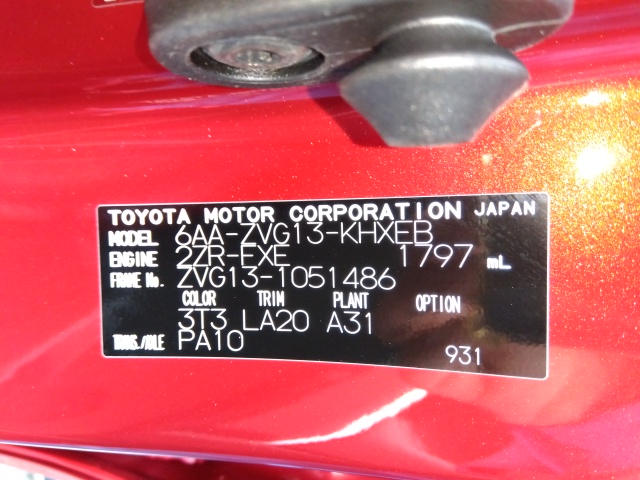 TOYOTA MOTOR CORPORATION JAPAN
MODEL 6AA-ZVG13-KHXEB
ENGINE 2ZR-EXE 1797 mL
FRAME No. ZVG13-1051486
COLOR TRIM PLANT OPTION
3T3 LA20 A31
TRANS./AXLE PA10
931